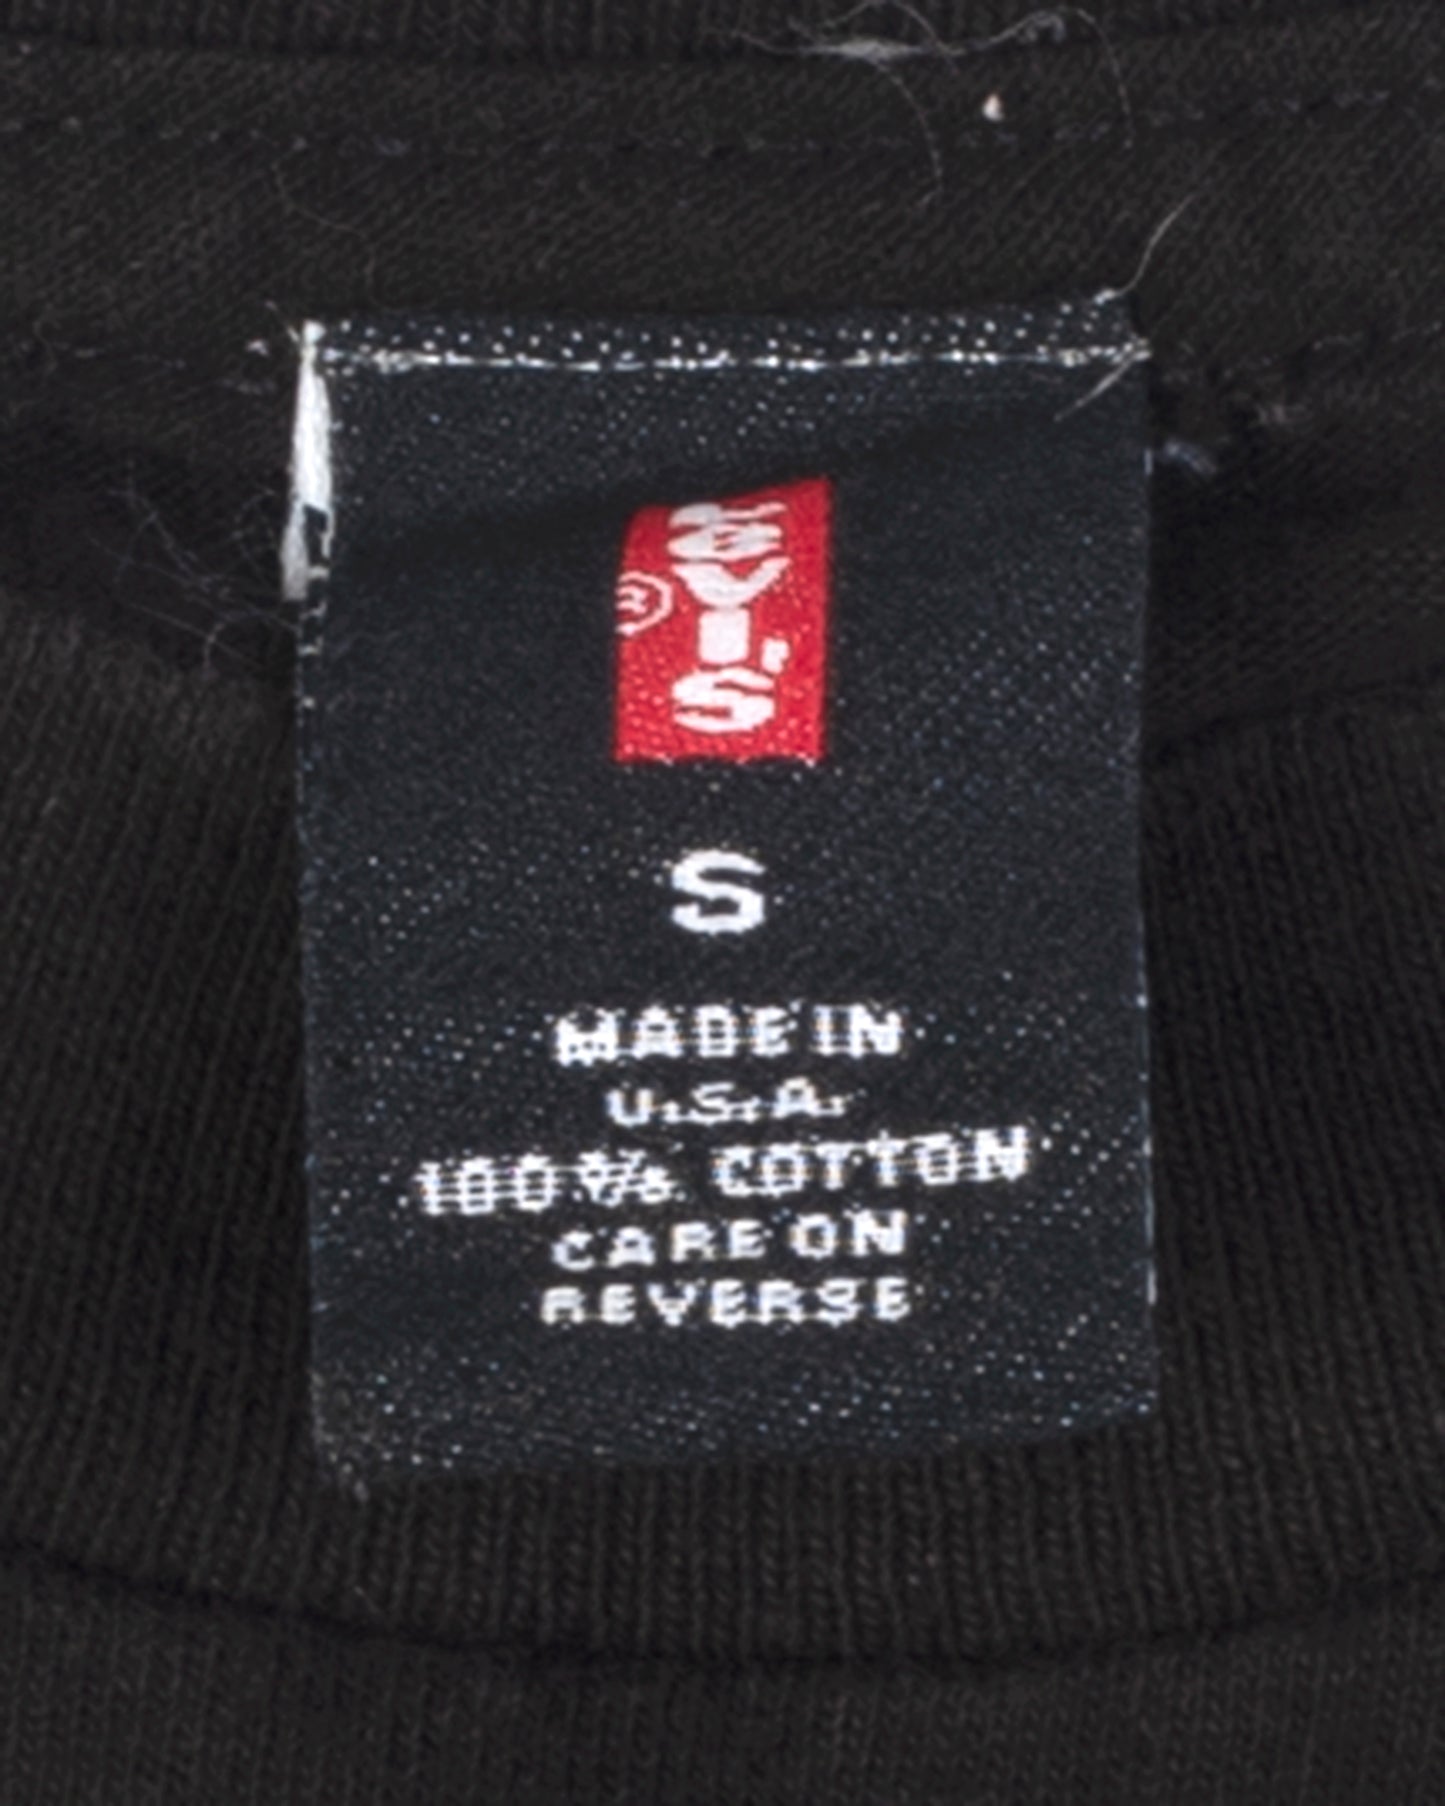 LEVI'S
®
S
MADE IN
U.S.A.
100% COTTON
CARE ON
REVERSE